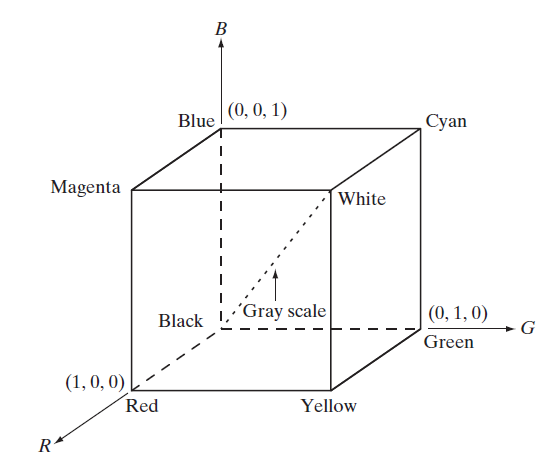 B
(0, 0, 1)
Blue
Cyan
Magenta
White
Gray scale
Black
(0, 1, 0)
G
Green
(1, 0, 0)
Red
Yellow
R